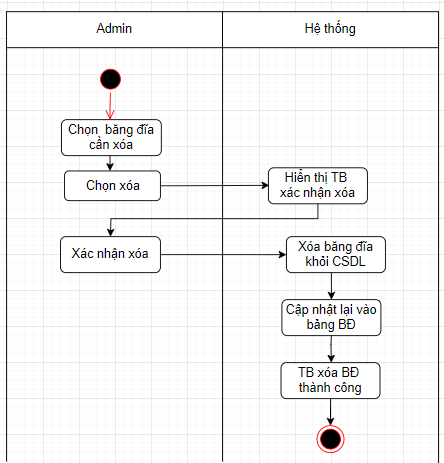 Admin
Hệ thống
Chọn băng đĩa
cần xóa
Chọn xóa
Hiển thị TB
xác nhận xóa
Xác nhận xóa
Xóa băng đĩa
khỏi CSDL
Cập nhật lại vào
bảng BĐ
TB xóa BĐ
thành công